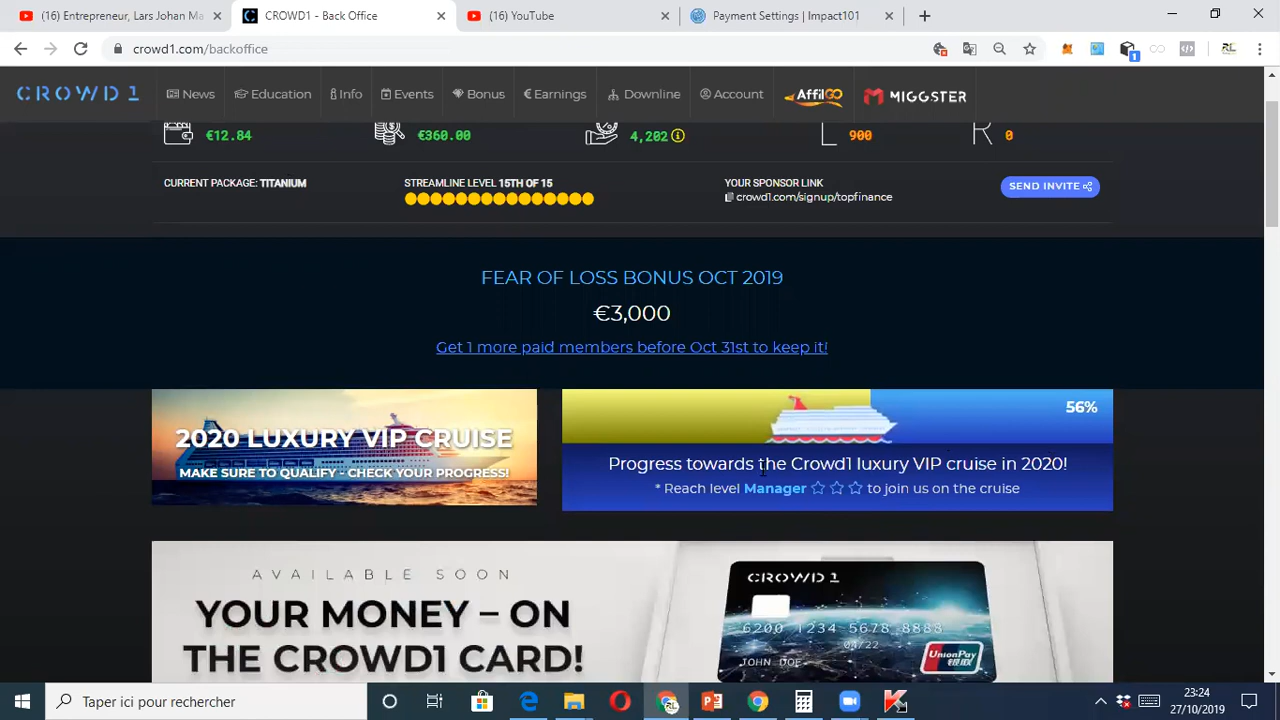 (16) Entrepreneur, Lars Johan Ma
CROWD1 - Back Office
(16) YouTube
Payment Settings | Impact101
crowd1.com/backoffice
CROWD1
News
Education
Info
Events
Bonus
Earnings
Downline
Account
AffilGO
MIGGSTER
€12.84
€360.00
4,202
L 900
R 0
CURRENT PACKAGE: TITANIUM
STREAMLINE LEVEL 15TH OF 15
YOUR SPONSOR LINK
crowd1.com/signup/topfinance
SEND INVITE
FEAR OF LOSS BONUS OCT 2019
€3,000
Get 1 more paid members before Oct 31st to keep it!
2020 LUXURY VIP CRUISE
MAKE SURE TO QUALIFY - CHECK YOUR PROGRESS!
56%
Progress towards the Crowd1 luxury VIP cruise in 2020!
* Reach level Manager to join us on the cruise
AVAILABLE SOON
YOUR MONEY – ON
THE CROWD1 CARD!
CROWD1
6200 1234 5678 8888
04/22
JOHN DOE
UnionPay
银联
Taper ici pour rechercher
23:24
27/10/2019
1